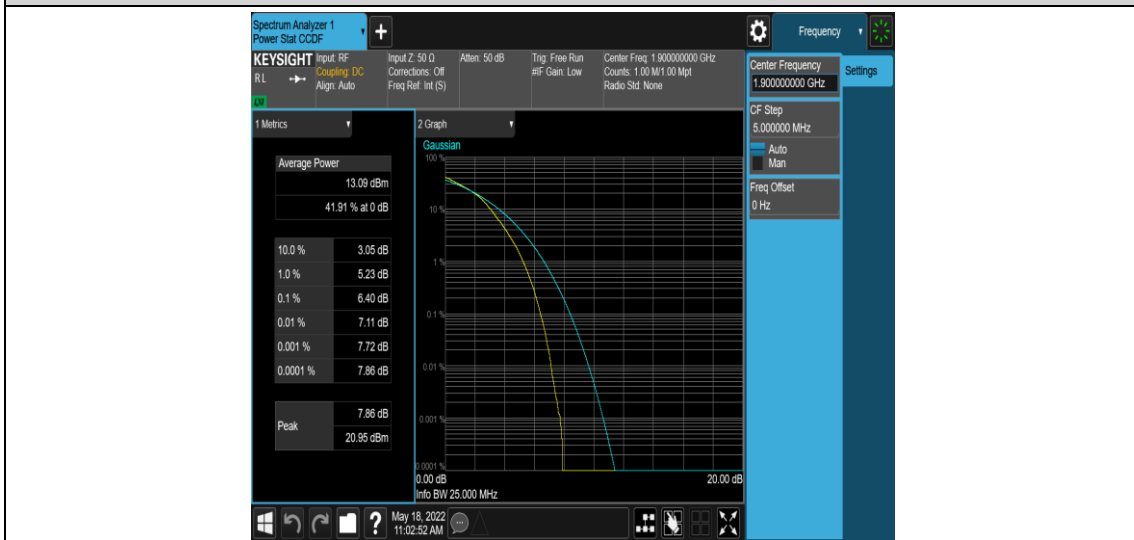 Spectrum Analyzer 1
Power Stat CCDF
+
Frequency
KEYSIGHT
RL
LXI
Input: RF
Coupling: DC
Align: Auto
Input Z: 50 Ω
Corrections: Off
Freq Ref: Int (S)
Atten: 50 dB
Trig: Free Run
#IF Gain: Low
Center Freq: 1.900000000 GHz
Counts: 1.00 M/1.00 Mpt
Radio Std: None
Center Frequency
1.900000000 GHz
Settings
CF Step
5.000000 MHz
Auto
Man
Freq Offset
0 Hz
1 Metrics
Average Power
13.09 dBm
41.91 % at 0 dB
10.0 % 3.05 dB
1.0 % 5.23 dB
0.1 % 6.40 dB
0.01 % 7.11 dB
0.001 % 7.72 dB
0.0001 % 7.86 dB
Peak
7.86 dB
20.95 dBm
2 Graph
Gaussian
100 %
10 %
1 %
0.1 %
0.01 %
0.001 %
0.0001 %
0.00 dB 20.00 dB
Info BW 25.000 MHz
?
May 18, 2022
11:02:52 AM